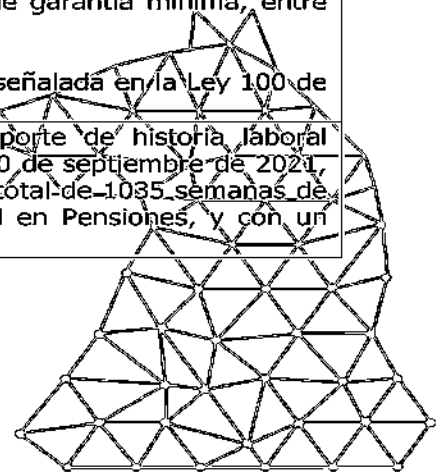 de garantía mínima, entre
señalada en la Ley 100 de
porte de historia laboral
0 de septiembre de 2021,
total de 1035 semanas de
en Pensiones, y con un